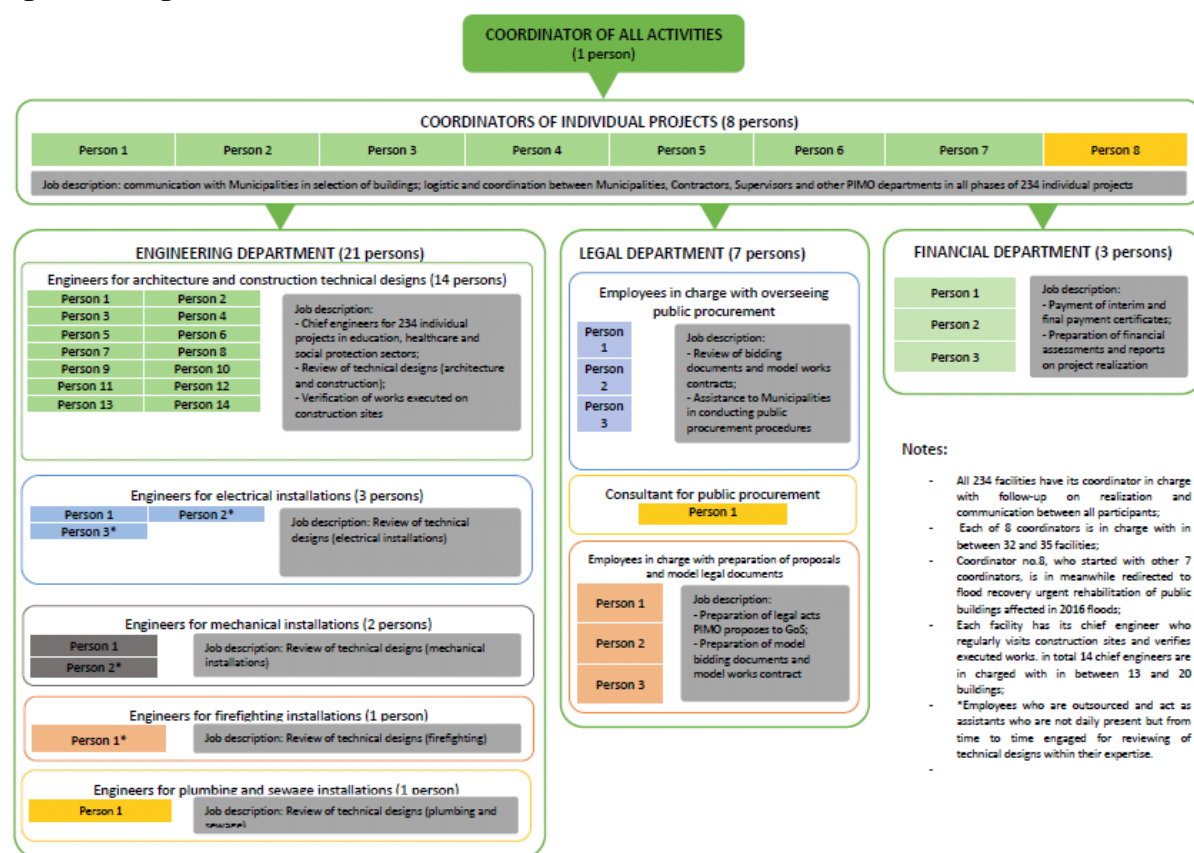 COORDINATOR OF ALL ACTIVITIES
(1 person)
COORDINATORS OF INDIVIDUAL PROJECTS (8 persons)
Person 1 Person 2 Person 3 Person 4 Person 5 Person 6 Person 7 Person 8
Job description: communication with Municipalities in selection of buildings; logistic and coordination between Municipalities, Contractors, Supervisors and other PIMO departments in all phases of 234 individual projects
ENGINEERING DEPARTMENT (21 persons)
Engineers for architecture and construction technical designs (14 persons)
Person 1 Person 2
Person 3 Person 4
Person 5 Person 6
Person 7 Person 8
Person 9 Person 10
Person 11 Person 12
Person 13 Person 14
Job description:
- Chief engineers for 234 individual
projects in education, healthcare and
social protection sectors;
- Review of technical designs (architecture
and construction);
- Verification of works executed on
construction sites
Engineers for electrical installations (3 persons)
Person 1 Person 2*
Person 3*
Job description: Review of technical
designs (electrical installations)
Engineers for mechanical installations (2 persons)
Person 1
Person 2*
Job description: Review of technical designs (mechanical
installations)
Engineers for firefighting installations (1 person)
Person 1*
Job description: Review of technical designs (firefighting)
Engineers for plumbing and sewage installations (1 person)
Person 1
Job description: Review of technical designs (plumbing and
sewage)
LEGAL DEPARTMENT (7 persons)
Employees in charge with overseeing
public procurement
Person
1
Person
2
Person
3
Job description:
- Review of bidding
documents and model works
contracts;
- Assistance to Municipalities
in conducting public
procurement procedures
Consultant for public procurement
Person 1
Employees in charge with preparation of proposals
and model legal documents
Person 1
Person 2
Person 3
Job description:
- Preparation of legal acts
PIMO proposes to GoS;
- Preparation of model
bidding documents and
model works contract
FINANCIAL DEPARTMENT (3 persons)
Person 1
Person 2
Person 3
Job description:
- Payment of interim and
final payment certificates;
- Preparation of financial
assessments and reports
on project realization
Notes:
- All 234 facilities have its coordinator in charge
with follow-up on realization and
communication between all participants;
- Each of 8 coordinators is in charge with in
between 32 and 35 facilities;
- Coordinator no.8, who started with other 7
coordinators, is in meanwhile redirected to
flood recovery urgent rehabilitation of public
buildings affected in 2016 floods;
- Each facility has its chief engineer who
regularly visits construction sites and verifies
executed works. in total 14 chief engineers are
in charged with in between 13 and 20
buildings;
- *Employees who are outsourced and act as
assistants who are not daily present but from
time to time engaged for reviewing of
technical designs within their expertise.
-